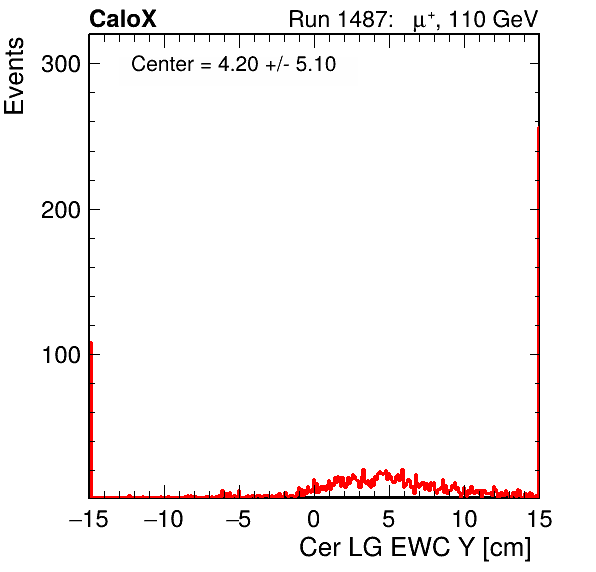 CaloX Run 1487: μ⁺, 110 GeV
Center = 4.20 +/- 5.10
Events
300
200
100
−15 −10 −5 0 5 10 15
Cer LG EWC Y [cm]